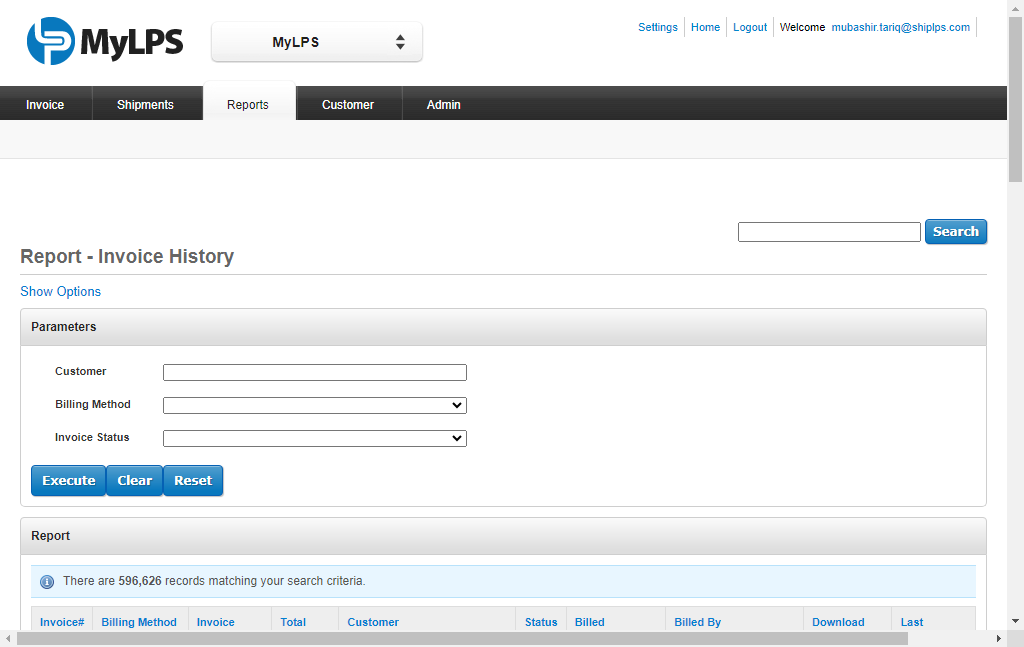 MyLPS
MyLPS
Settings Home Logout Welcome mubashir.tariq@shiplps.com
Invoice Shipments Reports Customer Admin
Search
Report - Invoice History
Show Options
Parameters
Customer
Billing Method
Invoice Status
Execute Clear Reset
Report
There are 596,626 records matching your search criteria.
Invoice# Billing Method Invoice Total Customer Status Billed Billed By Download Last